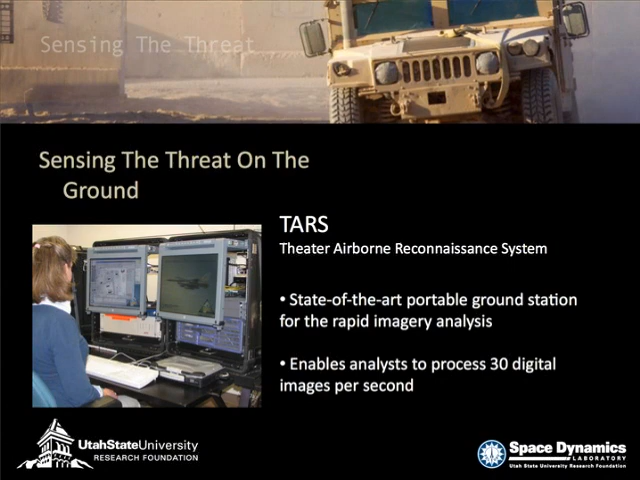 Sensing The Threat
Sensing The Threat On The
Ground
TARS
Theater Airborne Reconnaissance System
• State-of-the-art portable ground station
for the rapid imagery analysis
• Enables analysts to process 30 digital
images per second
UtahStateUniversity
RESEARCH FOUNDATION
Space Dynamics
LABORATORY
Utah State University Research Foundation